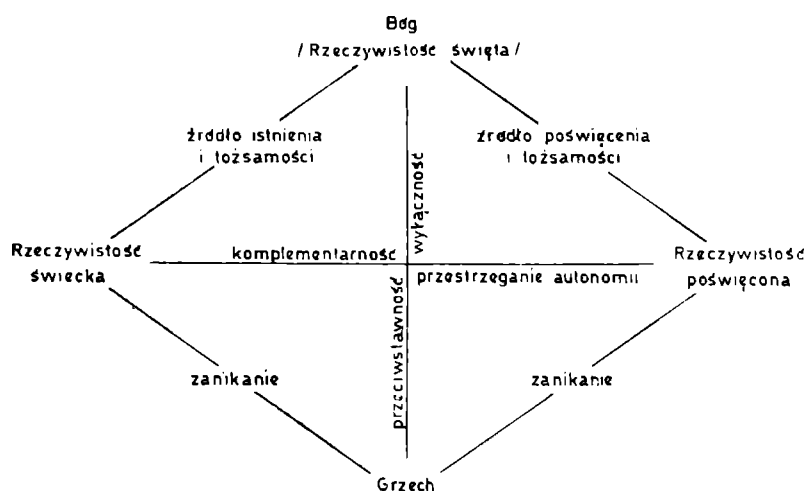 Bóg
/Rzeczywistość święta/
źródło istnienia
i tożsamości
źródło poświęcenia
i tożsamości
wyłączność
Rzeczywistość
świecka
komplementarność
przestrzeganie autonomii
Rzeczywistość
poświęcona
przeciwstawność
zanikanie
zanikanie
Grzech